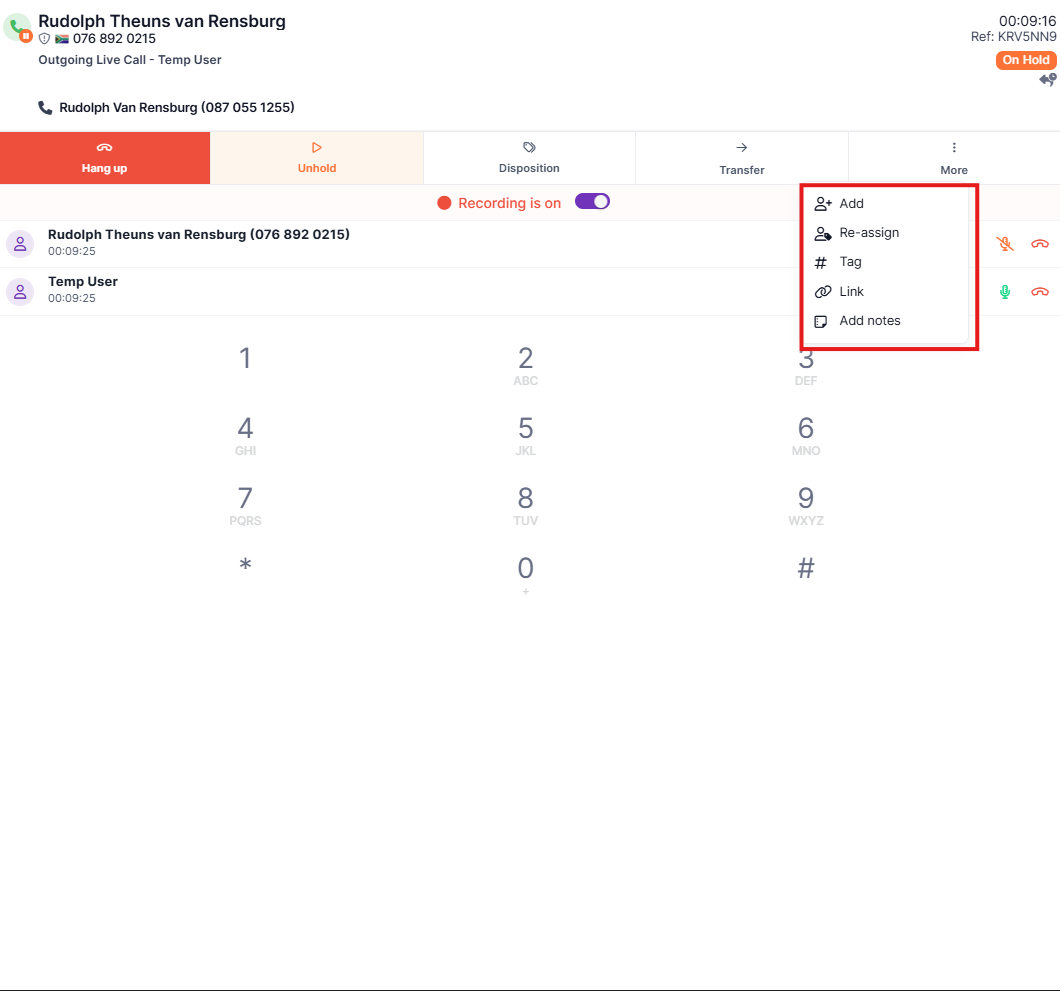 Rudolph Theuns van Rensburg
00:09:16
076 892 0215
Ref: KRV5NN9
Outgoing Live Call - Temp User
On Hold
Rudolph Van Rensburg (087 055 1255)
Hang up
Unhold
Disposition
Transfer
More
Recording is on
Add
Re-assign
Tag
Link
Add notes
Rudolph Theuns van Rensburg (076 892 0215)
00:09:25
Temp User
00:09:25
1
2
ABC
3
DEF
4
GHI
5
JKL
6
MNO
7
PQRS
8
TUV
9
WXYZ
*
0
+
#